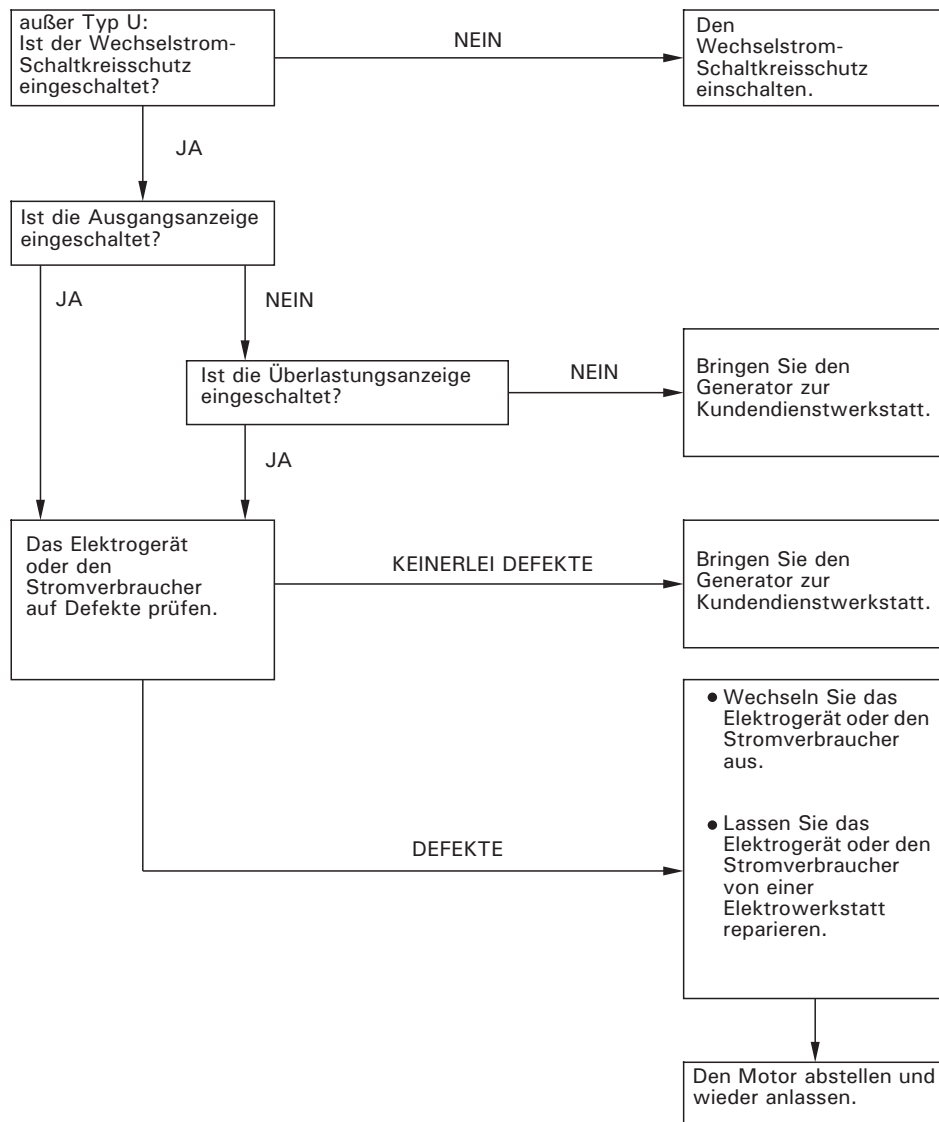 außer Typ U:
Ist der Wechselstrom-
Schaltkreisschutz
eingeschaltet?
NEIN
Den
Wechselstrom-
Schaltkreisschutz
einschalten.
JA
Ist die Ausgangsanzeige
eingeschaltet?
JA
NEIN
Ist die Überlastungsanzeige
eingeschaltet?
NEIN
Bringen Sie den
Generator zur
Kundendienstwerkstatt.
JA
Das Elektrogerät
oder den
Stromverbraucher
auf Defekte prüfen.
KEINERLEI DEFEKTE
Bringen Sie den
Generator zur
Kundendienstwerkstatt.
DEFEKTE
● Wechseln Sie das
Elektrogerät oder den
Stromverbraucher
aus.
● Lassen Sie das
Elektrogerät oder den
Stromverbraucher
von einer
Elektrowerkstatt
reparieren.
Den Motor abstellen und
wieder anlassen.